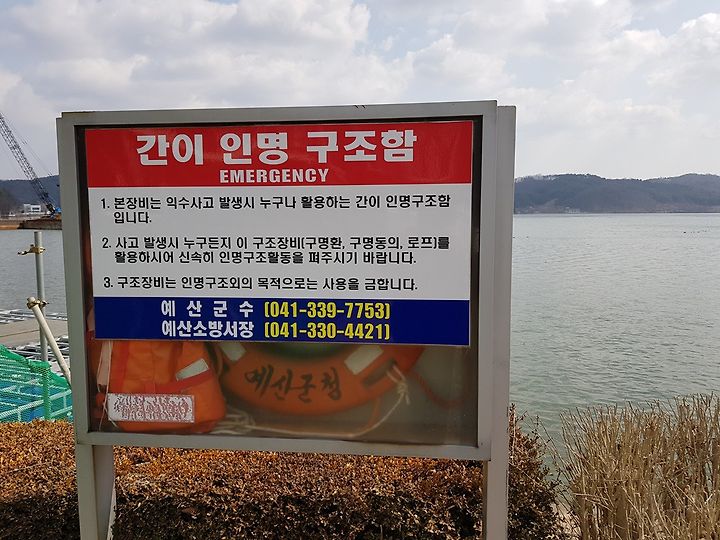 간이 인명 구조함
EMERGENCY
1. 본장비는 익수사고 발생시 누구나 활용하는 간이 인명구조함
입니다.
2. 사고 발생시 누구든지 이 구조장비(구명환, 구명동의, 로프)를
활용하시어 신속히 인명구조활동을 펴주시기 바랍니다.
3. 구조장비는 인명구조외의 목적으로는 사용을 금합니다.
예 산 군 수 (041-339-7753)
예산소방서장 (041-330-4421)
예산군청